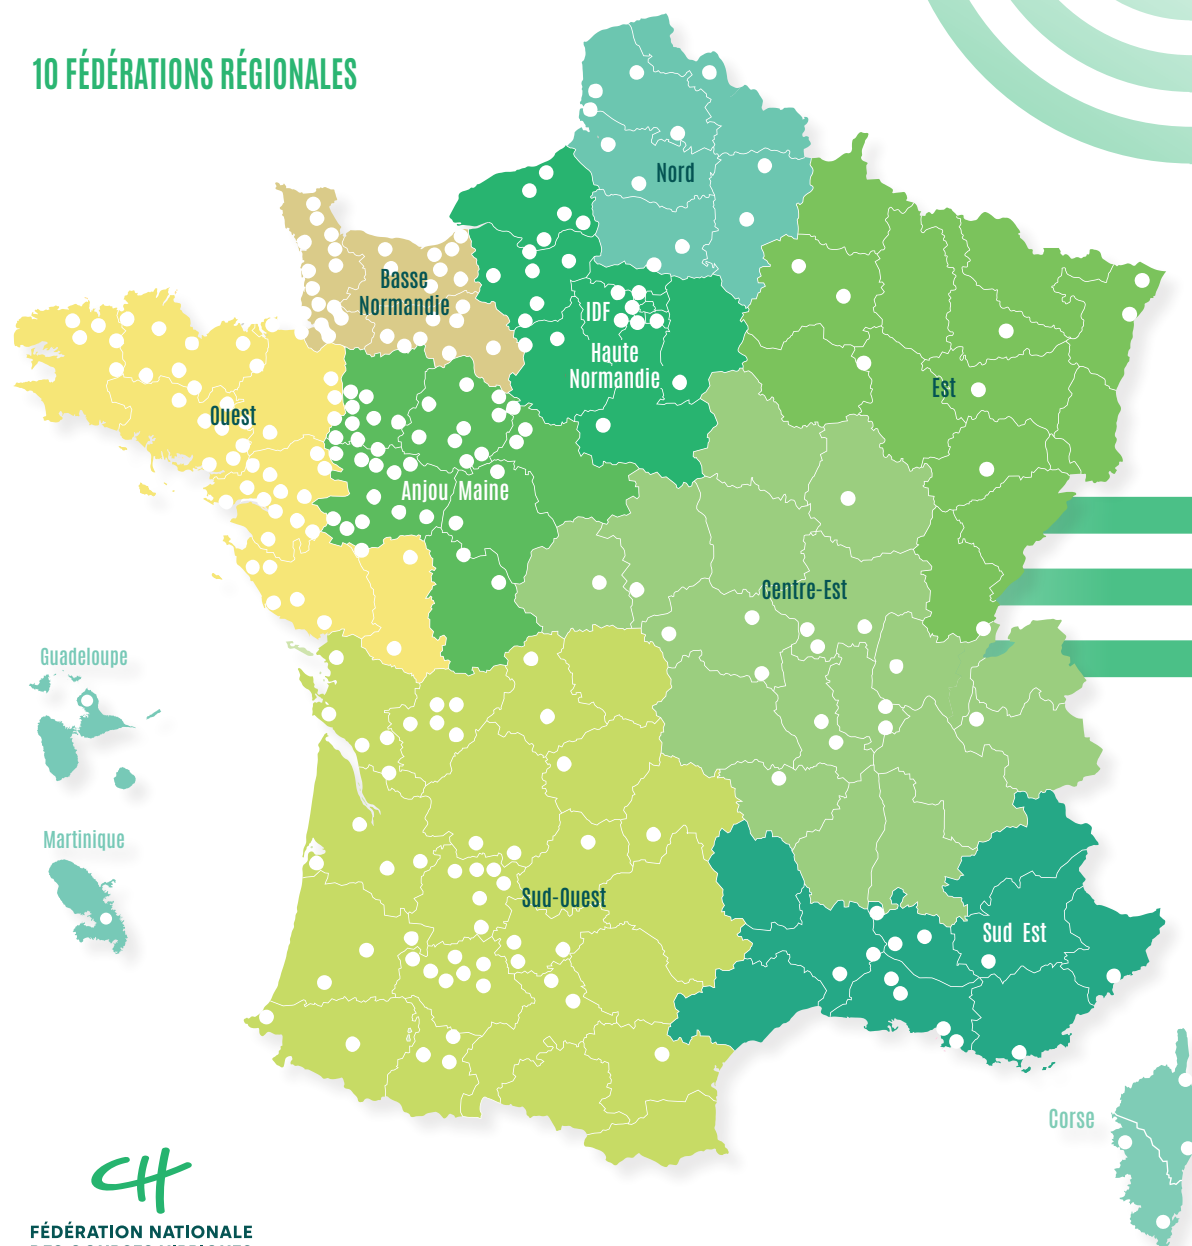 10 FÉDÉRATIONS RÉGIONALES
Nord
Basse
Normandie
IDF
Haute
Normandie
Est
Ouest
Anjou Maine
Centre-Est
Guadeloupe
Martinique
Sud-Ouest
Sud Est
Corse
FÉDÉRATION NATIONALE